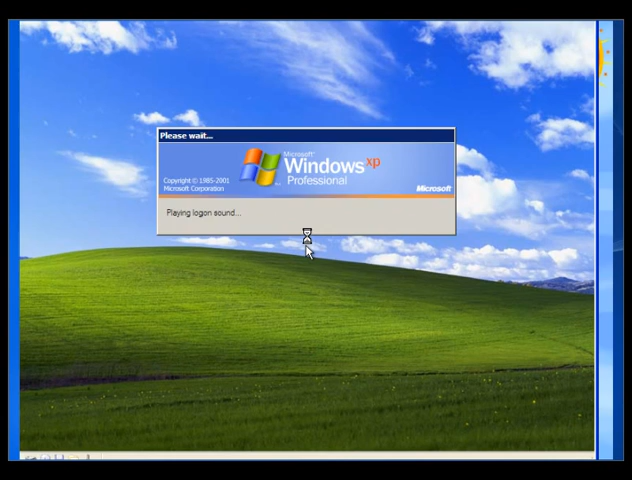 Please wait...
Microsoft®
Windows xp
Professional
Copyright © 1985-2001
Microsoft Corporation
Microsoft
Playing logon sound...